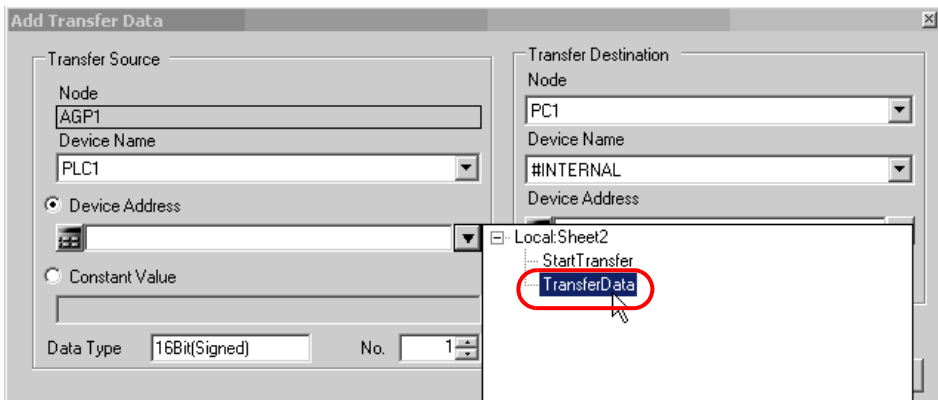 Add Transfer Data
Transfer Source
Node
AGP1
Device Name
PLC1
Device Address
Constant Value
Data Type 16Bit(Signed) No. 1
Transfer Destination
Node
PC1
Device Name
#INTERNAL
Device Address
Local:Sheet2
StartTransfer
TransferData